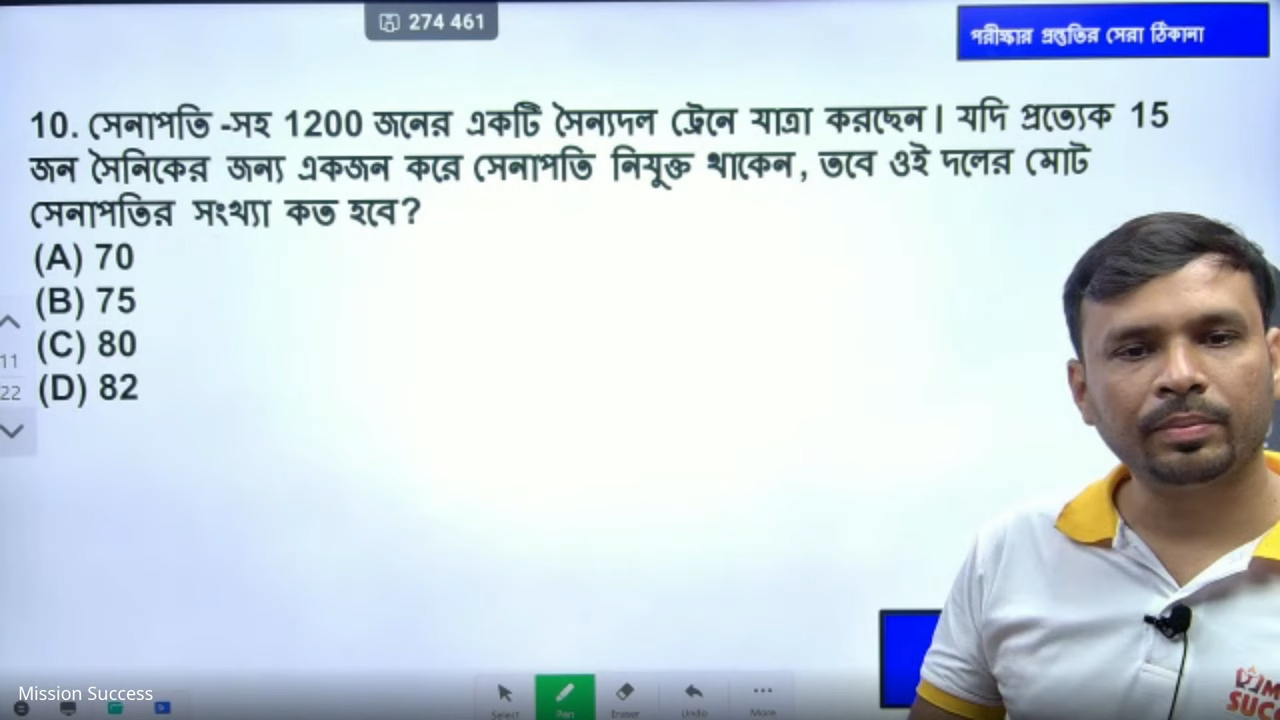 274 461
পরীক্ষার প্রস্তুতির সেরা ঠিকানা
10. সেনাপতি -সহ 1200 জনের একটি সৈন্যদল ট্রেনে যাত্রা করছেন। যদি প্রত্যেক 15
জন সৈনিকের জন্য একজন করে সেনাপতি নিযুক্ত থাকেন, তবে ওই দলের মোট
সেনাপতির সংখ্যা কত হবে?
(A) 70
(B) 75
(C) 80
(D) 82
11
22
Mission Success
Select
Pen
Eraser
Undo
More